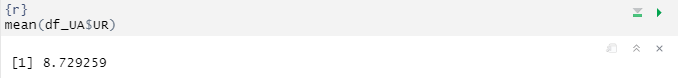 {r}
mean(df_UA$UR)
[1] 8.729259